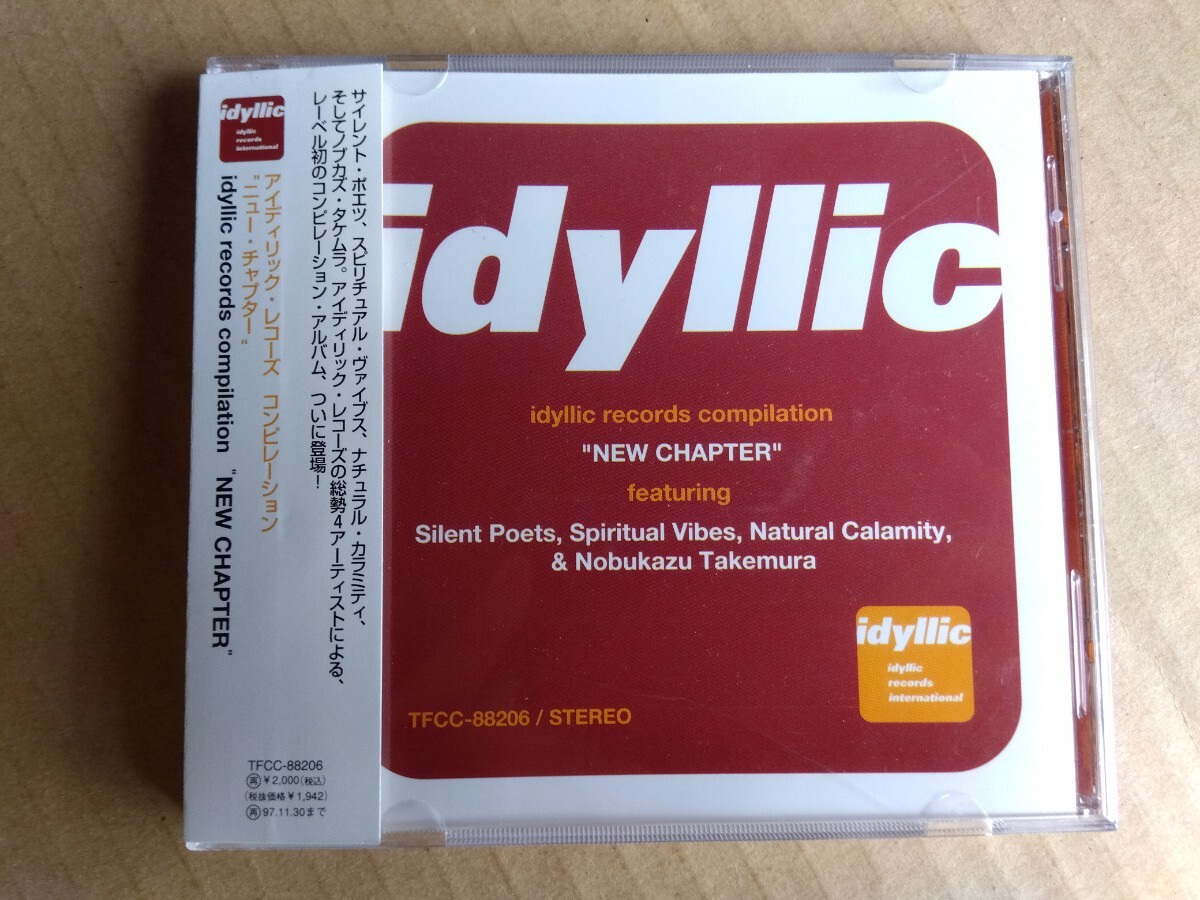 idyllic
idyllic
records
international
サイレント・ポエツ、スピリチュアル・ヴァイブス、ナチュラル・カラミティ、
そしてノブカズ・タケムラ。アイディリック・レコーズの総勢4アーティストによる、
レーベル初のコンピレーション・アルバム、ついに登場!
アイディリック・レコーズ コンピレーション
"ニュー・チャプター"
idyllic records compilation "NEW CHAPTER"
TFCC-88206
再¥2,000(税込)
(税抜価格¥1,942)
再97.11.30まで
idyllic
idyllic records compilation
"NEW CHAPTER"
featuring
Silent Poets, Spiritual Vibes, Natural Calamity,
& Nobukazu Takemura
idyllic
idyllic
records
international
TFCC-88206 / STEREO